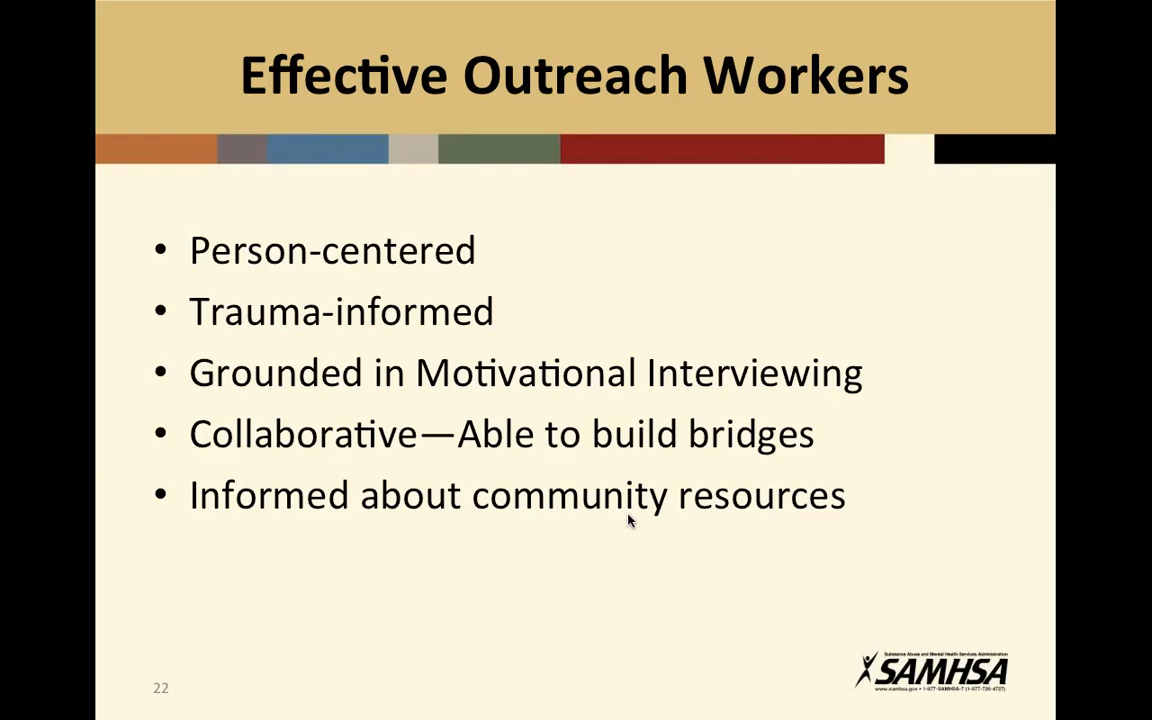 Effective Outreach Workers
• Person-centered
• Trauma-informed
• Grounded in Motivational Interviewing
• Collaborative—Able to build bridges
• Informed about community resources
Substance Abuse and Mental Health Services Administration
SAMHSA
www.samhsa.gov • 1-877-SAMHSA-7 (1-877-726-4727)
22